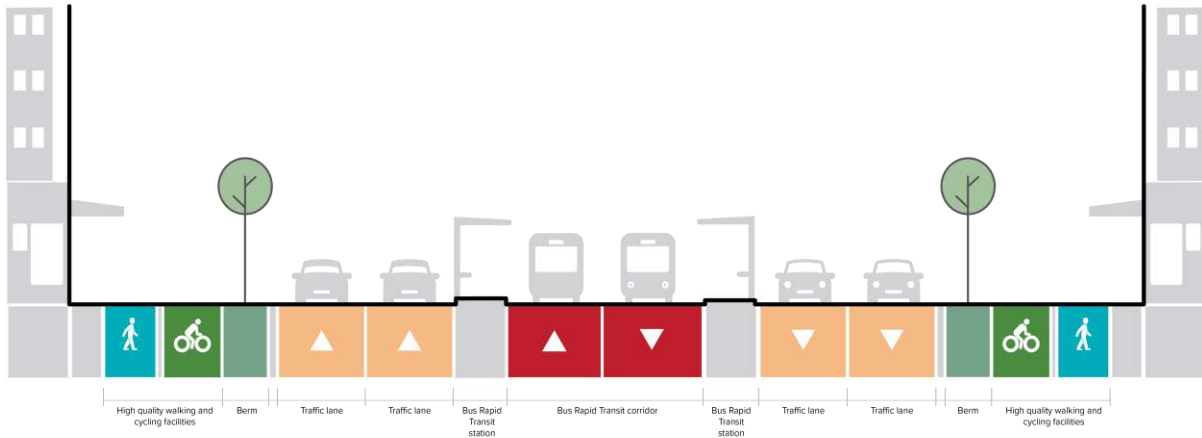 High quality walking and
cycling facilities
Berm
Traffic lane
Traffic lane
Bus Rapid
Transit
station
Bus Rapid Transit corridor
Bus Rapid
Transit
station
Traffic lane
Traffic lane
Berm
High quality walking and
cycling facilities